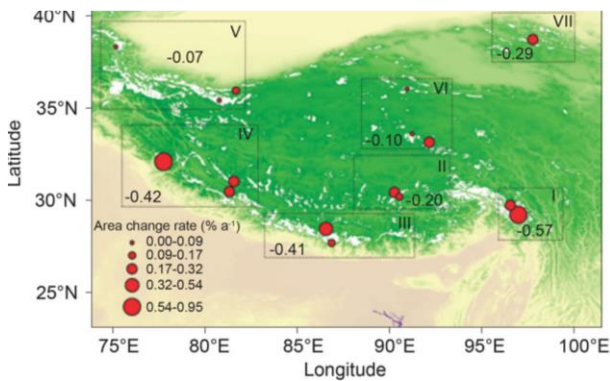 40°N
35°N
30°N
25°N
Latitude
V
-0.07
VII
-0.29
VI
-0.10
IV
-0.42
II
-0.20
I
-0.57
III
-0.41
Area change rate (% a⁻¹)
0.00-0.09
0.09-0.17
0.17-0.32
0.32-0.54
0.54-0.95
75°E 80°E 85°E 90°E 95°E 100°E
Longitude